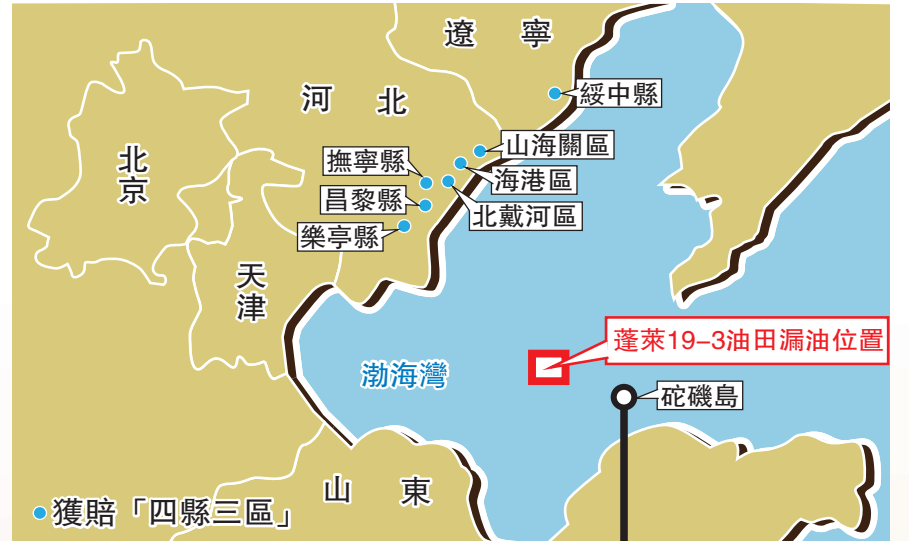 遼寧
河北
綏中縣
山海關區
撫寧縣
海港區
北京
昌黎縣
北戴河區
樂亭縣
天津
蓬萊19-3油田漏油位置
渤海灣
砣磯島
山東
獲賠「四縣三區」